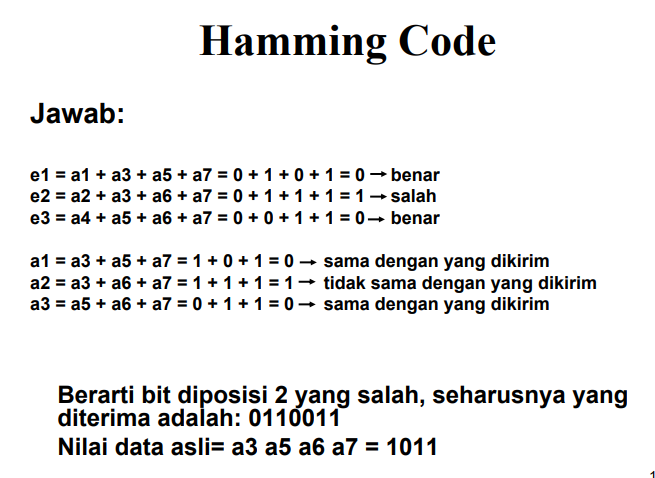 Hamming Code
Jawab:
e1 = a1 + a3 + a5 + a7 = 0 + 1 + 0 + 1 = 0 → benar
e2 = a2 + a3 + a6 + a7 = 0 + 1 + 1 + 1 = 1 → salah
e3 = a4 + a5 + a6 + a7 = 0 + 0 + 1 + 1 = 0 → benar
a1 = a3 + a5 + a7 = 1 + 0 + 1 = 0 → sama dengan yang dikirim
a2 = a3 + a6 + a7 = 1 + 1 + 1 = 1 → tidak sama dengan yang dikirim
a3 = a5 + a6 + a7 = 0 + 1 + 1 = 0 → sama dengan yang dikirim
Berarti bit diposisi 2 yang salah, seharusnya yang
diterima adalah: 0110011
Nilai data asli= a3 a5 a6 a7 = 1011
1